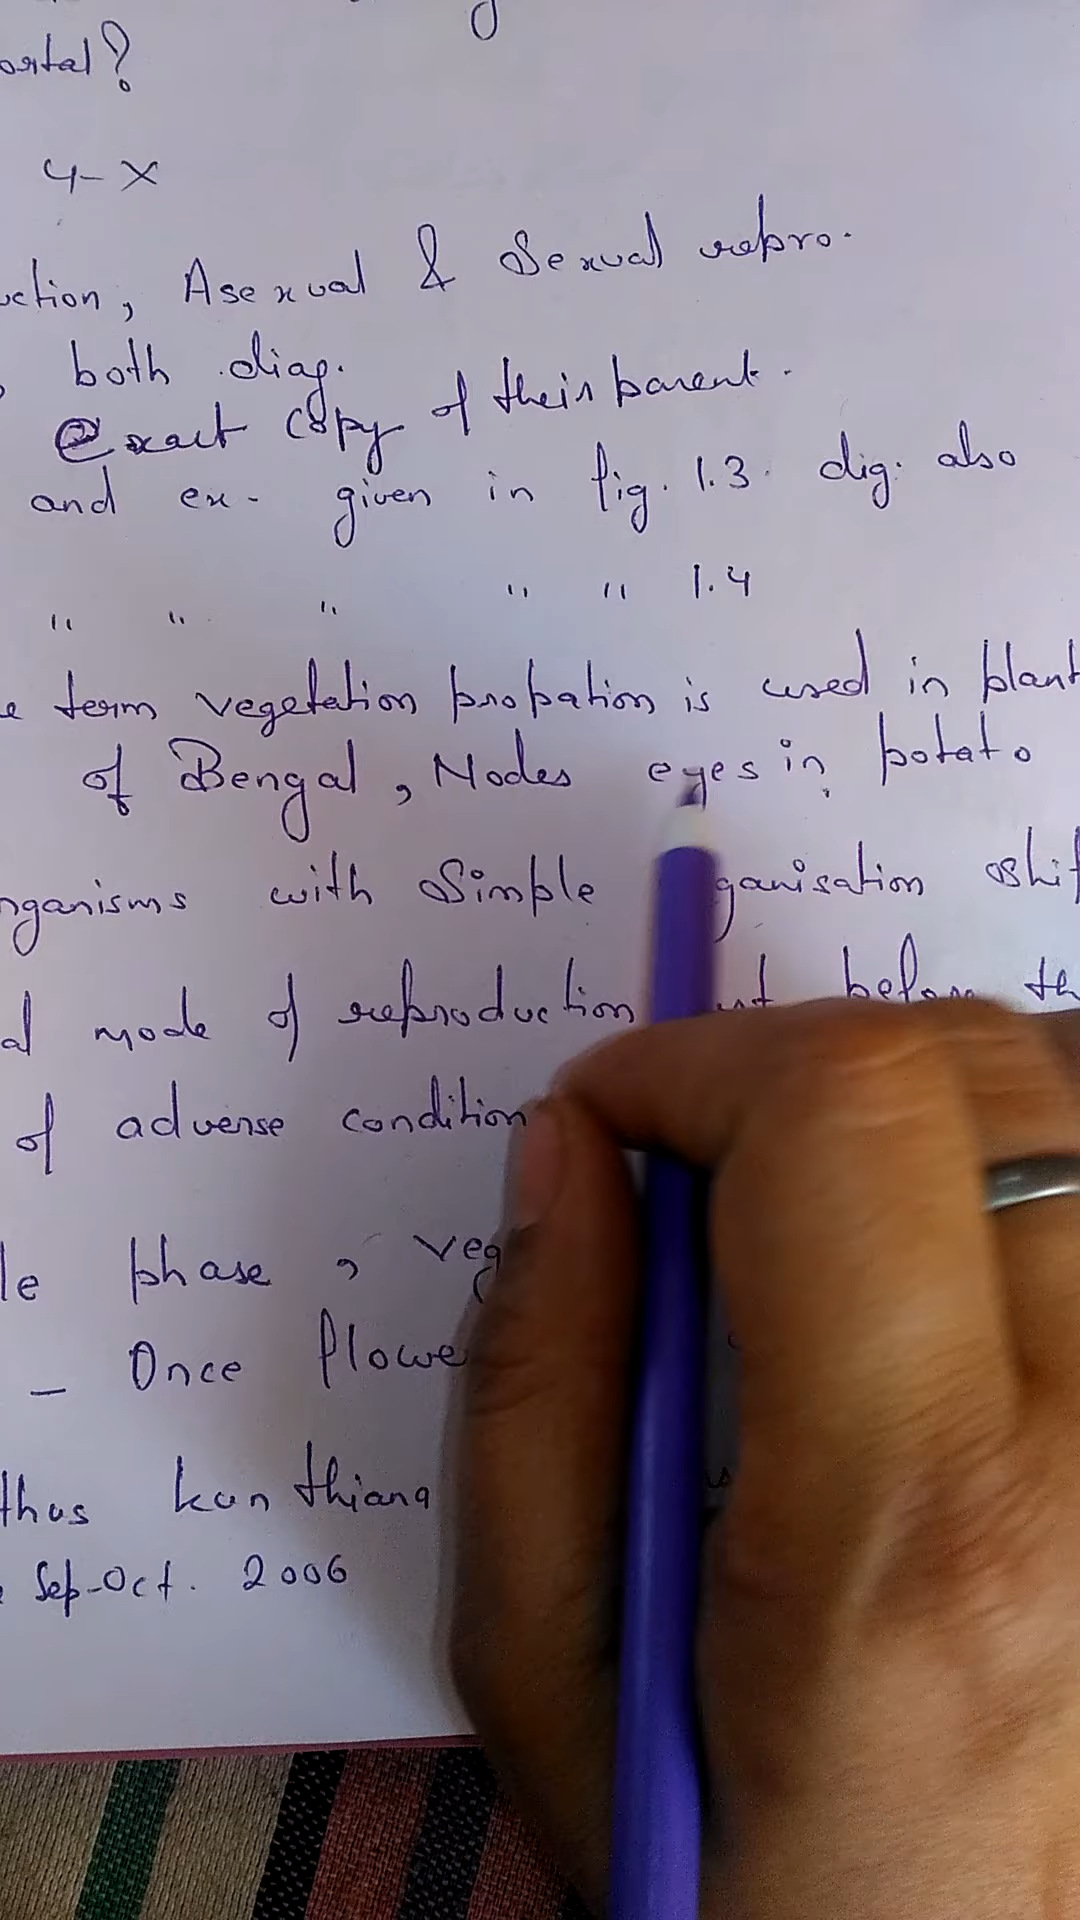 ortal?
4- X
uction, Asexual & Sexual repro.
both diag.
exact copy of their parent.
and ex- given in fig. 1.3. dig. also
" " " " " 1.4
e term vegetation propation is used in plant
of Bengal, Nodes eyes in potato
rganisms with Simple ganisation shif
al mode of reproduction before th
of adverse condition
le phase, veg
- Once flowe
thus kun thiana
Sep-Oct. 2006